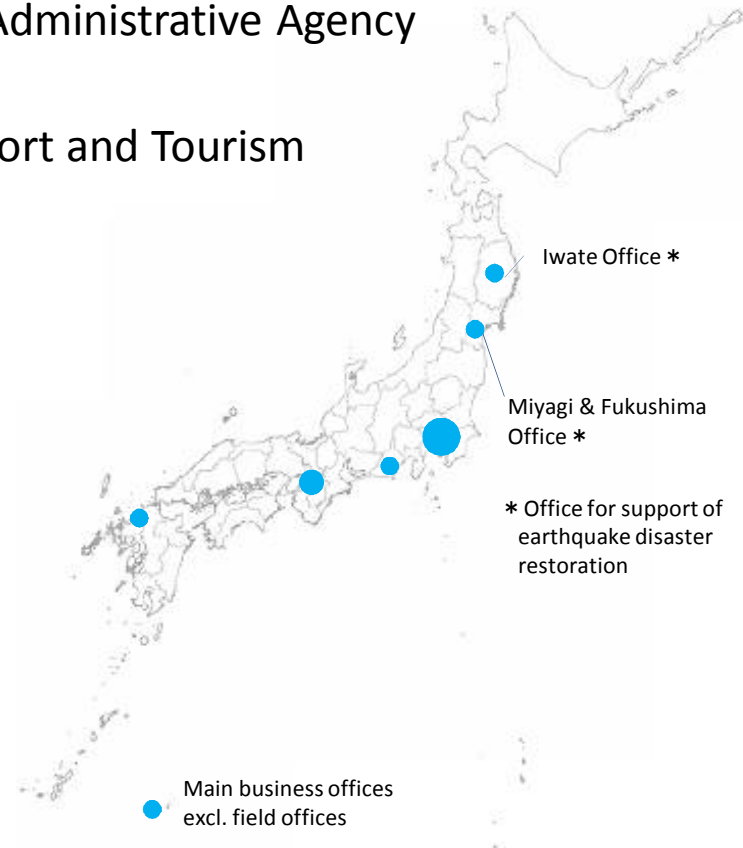 Administrative Agency
ort and Tourism
Iwate Office *
Miyagi & Fukushima
Office *
* Office for support of
earthquake disaster
restoration
Main business offices
excl. field offices